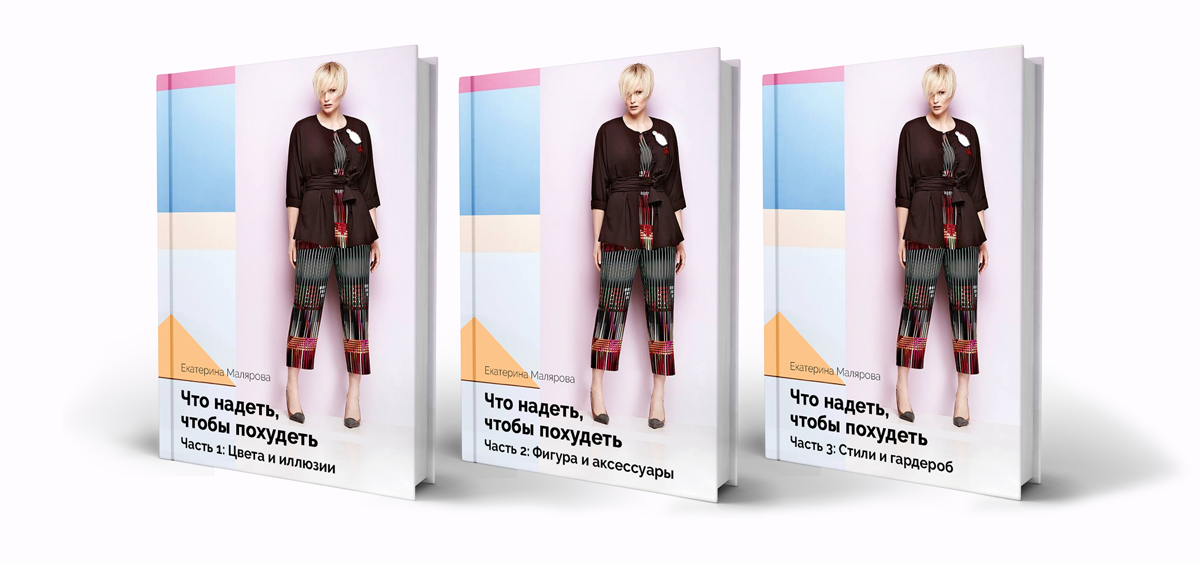 Екатерина Малярова
Что надеть,
чтобы похудеть
Часть 1: Цвета и иллюзии
Екатерина Малярова
Что надеть,
чтобы похудеть
Часть 2: Фигура и аксессуары
Екатерина Малярова
Что надеть,
чтобы похудеть
Часть 3: Стили и гардероб